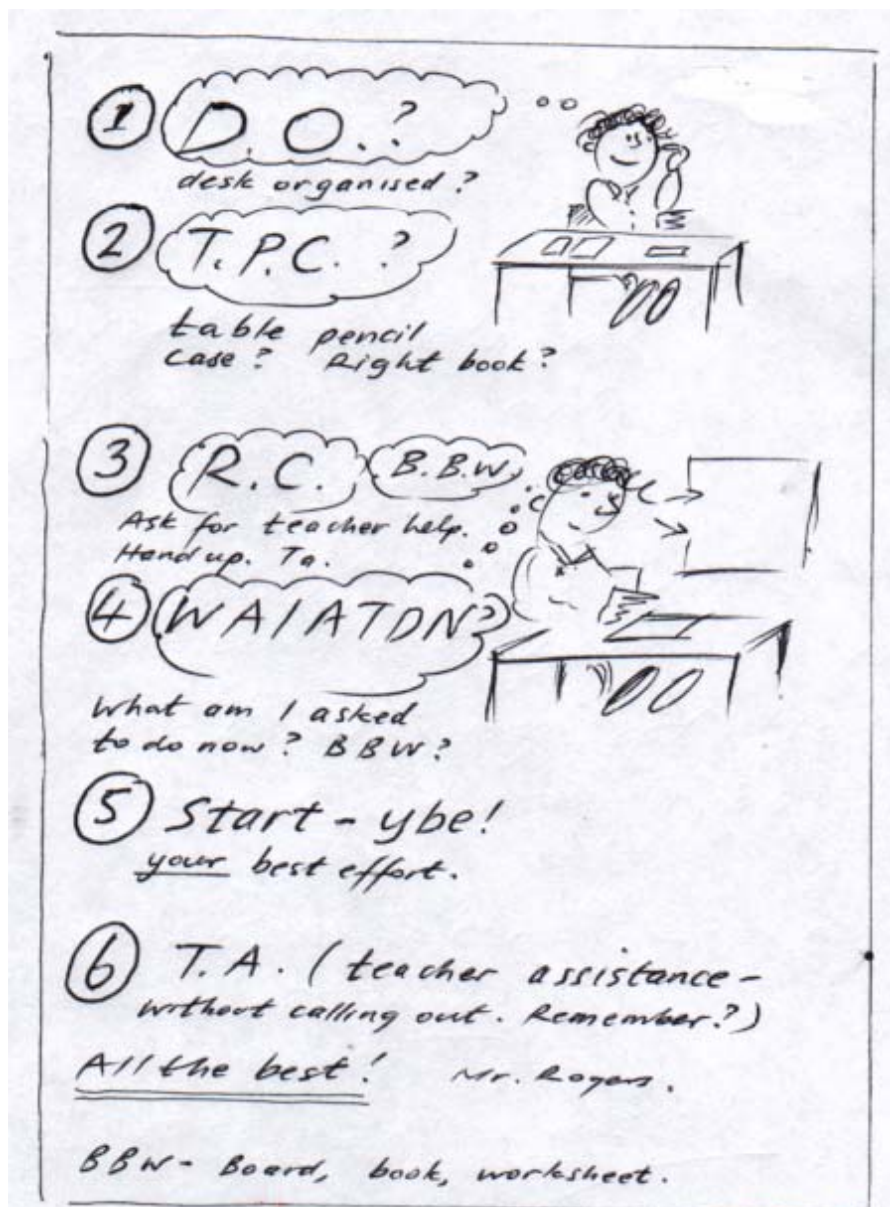 1 D. O. ?
desk organised?
2 T. P. C. ?
table pencil
case? Right book?
3 R. C. B. B. W.
Ask for teacher help.
Hand up. Ta.
4 W A I A T D N?
What am I asked
to do now? B B W?
5 Start - ybe!
your best effort.
6 T. A. (teacher assistance -
without calling out. Remember?)
All the best! Mr. Rogers.
BBW - Board, book, worksheet.